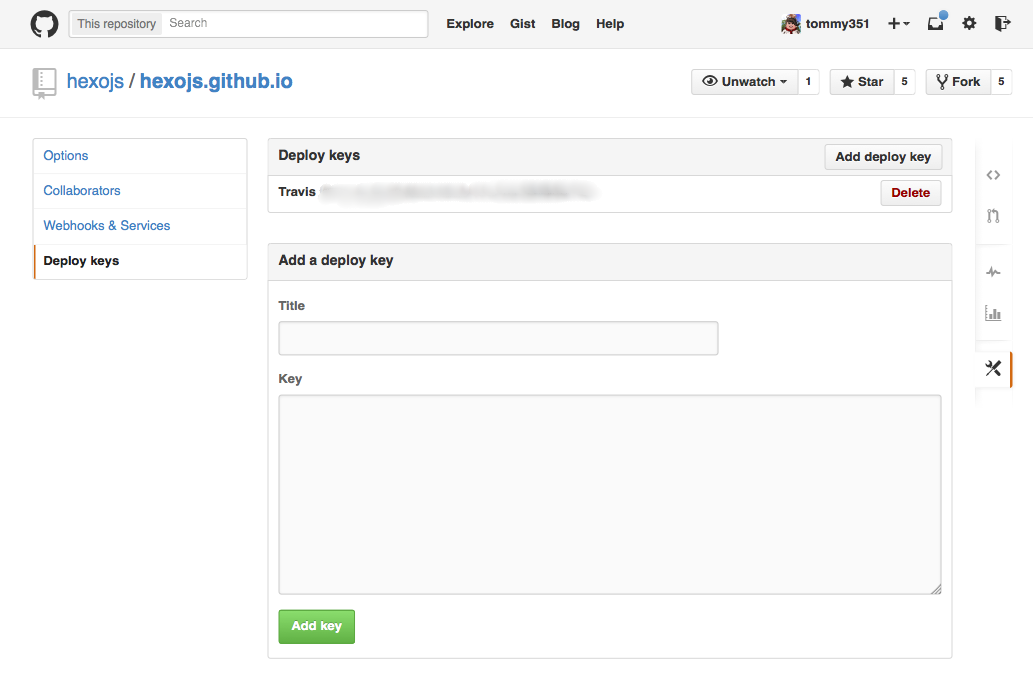 This repository Search Explore Gist Blog Help tommy351
hexojs / hexojs.github.io Unwatch 1 Star 5 Fork 5
Options
Collaborators
Webhooks & Services
Deploy keys
Deploy keys Add deploy key
Travis Delete
Add a deploy key
Title
Key
Add key